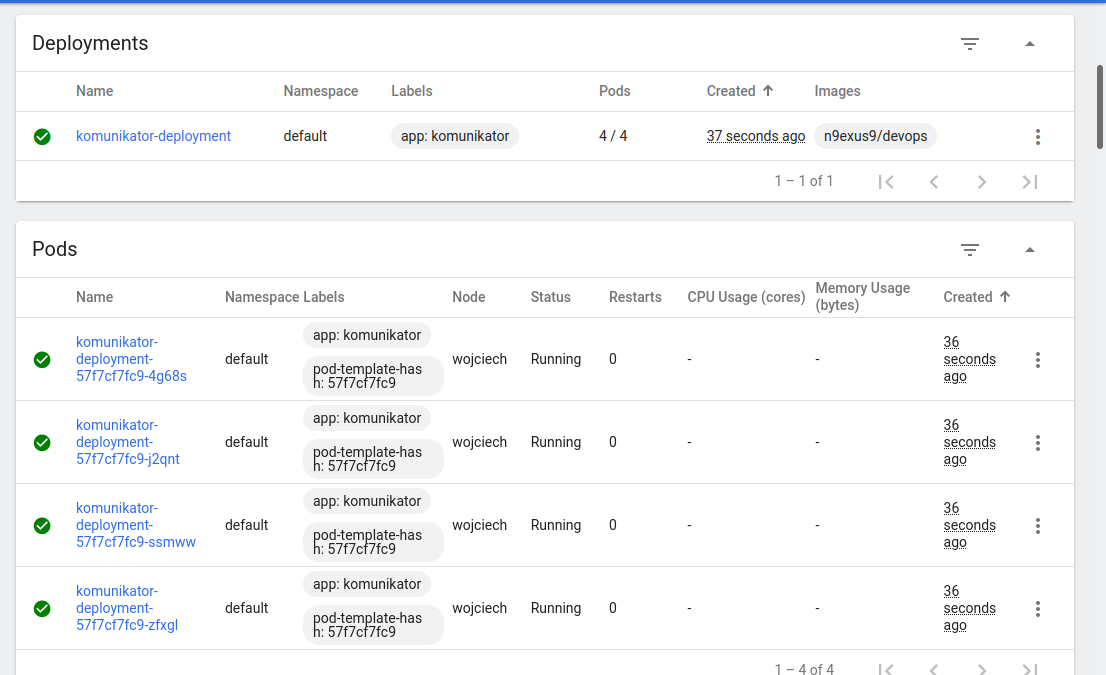 Deployments
Name Namespace Labels Pods Created Images
komunikator-deployment default app: komunikator 4 / 4 37 seconds ago n9exus9/devops
1 – 1 of 1
Pods
Name Namespace Labels Node Status Restarts CPU Usage (cores) Memory Usage (bytes) Created
komunikator-deployment-57f7cf7fc9-4g68s default app: komunikator pod-template-hash: 57f7cf7fc9 wojciech Running 0 - - 36 seconds ago
komunikator-deployment-57f7cf7fc9-j2qnt default app: komunikator pod-template-hash: 57f7cf7fc9 wojciech Running 0 - - 36 seconds ago
komunikator-deployment-57f7cf7fc9-ssmww default app: komunikator pod-template-hash: 57f7cf7fc9 wojciech Running 0 - - 36 seconds ago
komunikator-deployment-57f7cf7fc9-zfxgl default app: komunikator pod-template-hash: 57f7cf7fc9 wojciech Running 0 - - 36 seconds ago
1 – 4 of 4